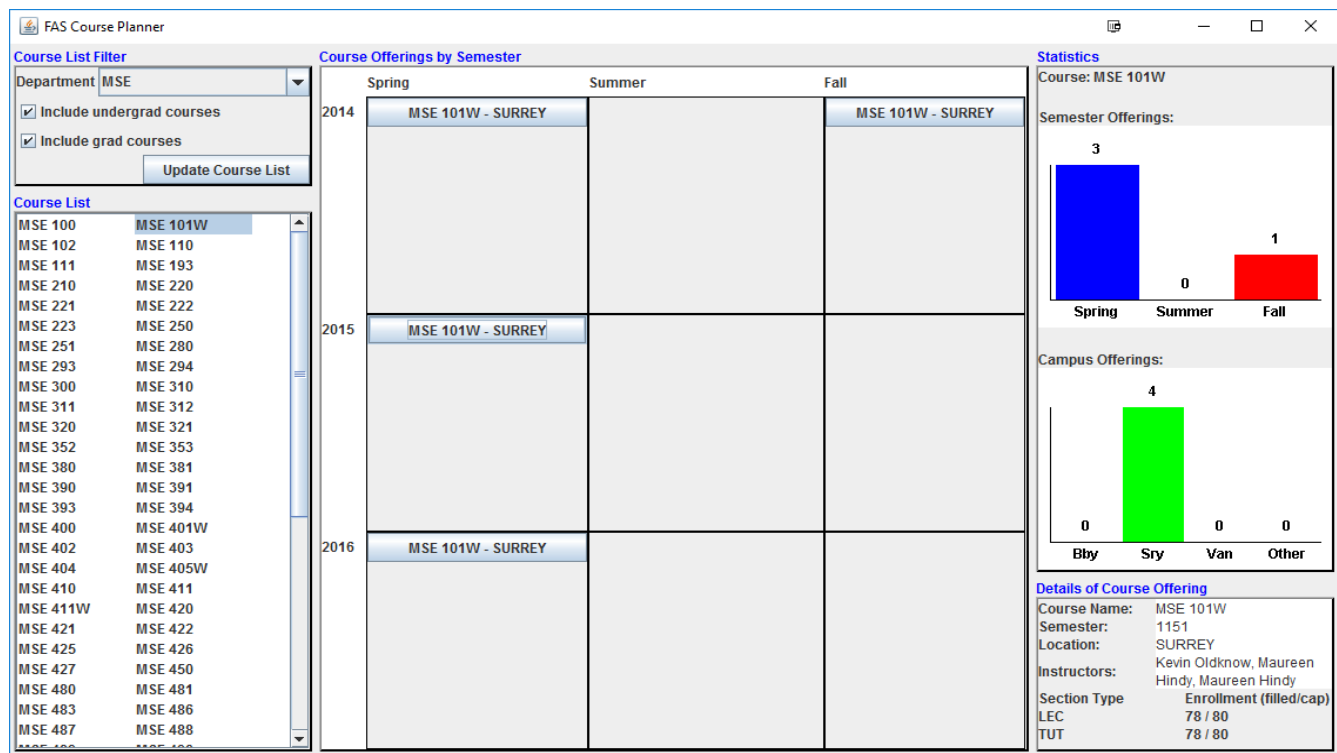 FAS Course Planner
Course List Filter
Department MSE
Include undergrad courses
Include grad courses
Update Course List
Course List
MSE 100 MSE 101W
MSE 102 MSE 110
MSE 111 MSE 193
MSE 210 MSE 220
MSE 221 MSE 222
MSE 223 MSE 250
MSE 251 MSE 280
MSE 293 MSE 294
MSE 300 MSE 310
MSE 311 MSE 312
MSE 320 MSE 321
MSE 352 MSE 353
MSE 380 MSE 381
MSE 390 MSE 391
MSE 393 MSE 394
MSE 400 MSE 401W
MSE 402 MSE 403
MSE 404 MSE 405W
MSE 410 MSE 411
MSE 411W MSE 420
MSE 421 MSE 422
MSE 425 MSE 426
MSE 427 MSE 450
MSE 480 MSE 481
MSE 483 MSE 486
MSE 487 MSE 488
Course Offerings by Semester
Spring Summer Fall
2014 MSE 101W - SURREY MSE 101W - SURREY
2015 MSE 101W - SURREY
2016 MSE 101W - SURREY
Statistics
Course: MSE 101W
Semester Offerings:
3 0 1
Spring Summer Fall
Campus Offerings:
0 4 0 0
Bby Sry Van Other
Details of Course Offering
Course Name: MSE 101W
Semester: 1151
Location: SURREY
Instructors: Kevin Oldknow, Maureen
Hindy, Maureen Hindy
Section Type Enrollment (filled/cap)
LEC 78 / 80
TUT 78 / 80